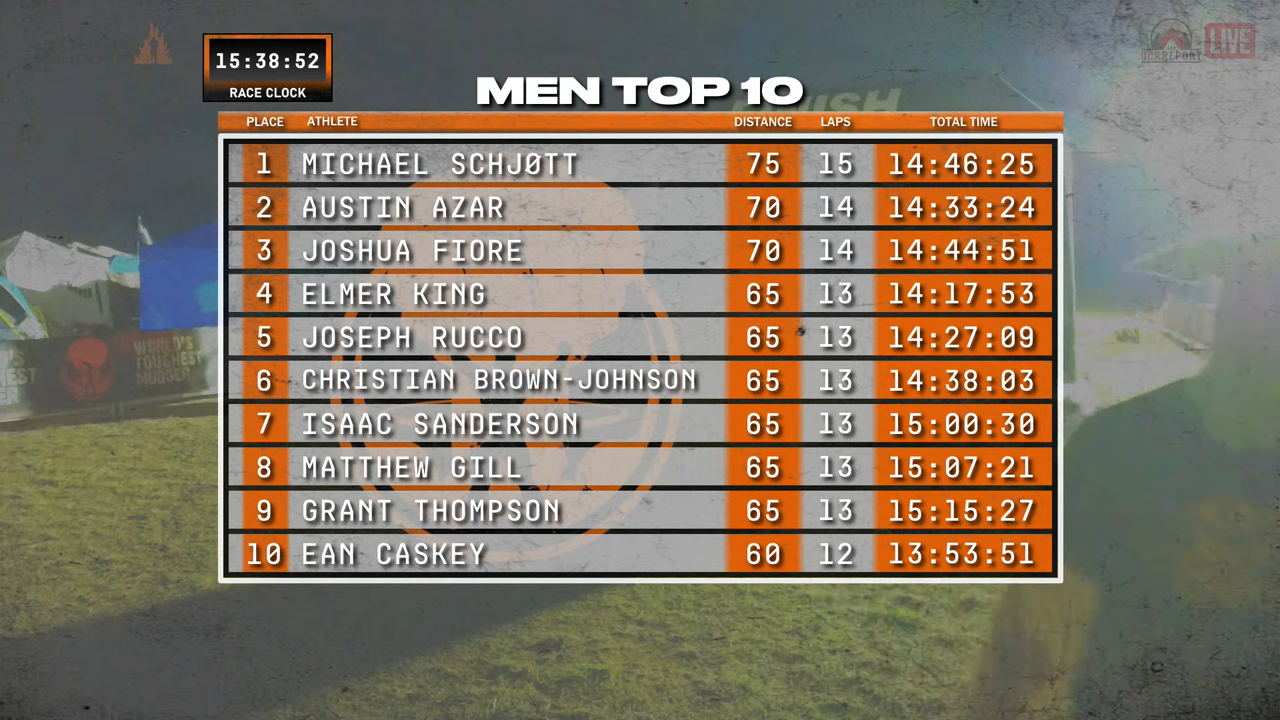 15:38:52
RACE CLOCK
OCRREPORT LIVE
MEN TOP 10
FINISH
PLACE ATHLETE DISTANCE LAPS TOTAL TIME
1 MICHAEL SCHJØTT 75 15 14:46:25
2 AUSTIN AZAR 70 14 14:33:24
3 JOSHUA FIORE 70 14 14:44:51
4 ELMER KING 65 13 14:17:53
5 JOSEPH RUCCO 65 13 14:27:09
6 CHRISTIAN BROWN-JOHNSON 65 13 14:38:03
7 ISAAC SANDERSON 65 13 15:00:30
8 MATTHEW GILL 65 13 15:07:21
9 GRANT THOMPSON 65 13 15:15:27
10 EAN CASKEY 60 12 13:53:51
WORLD'S
TOUGHEST
MUDDER